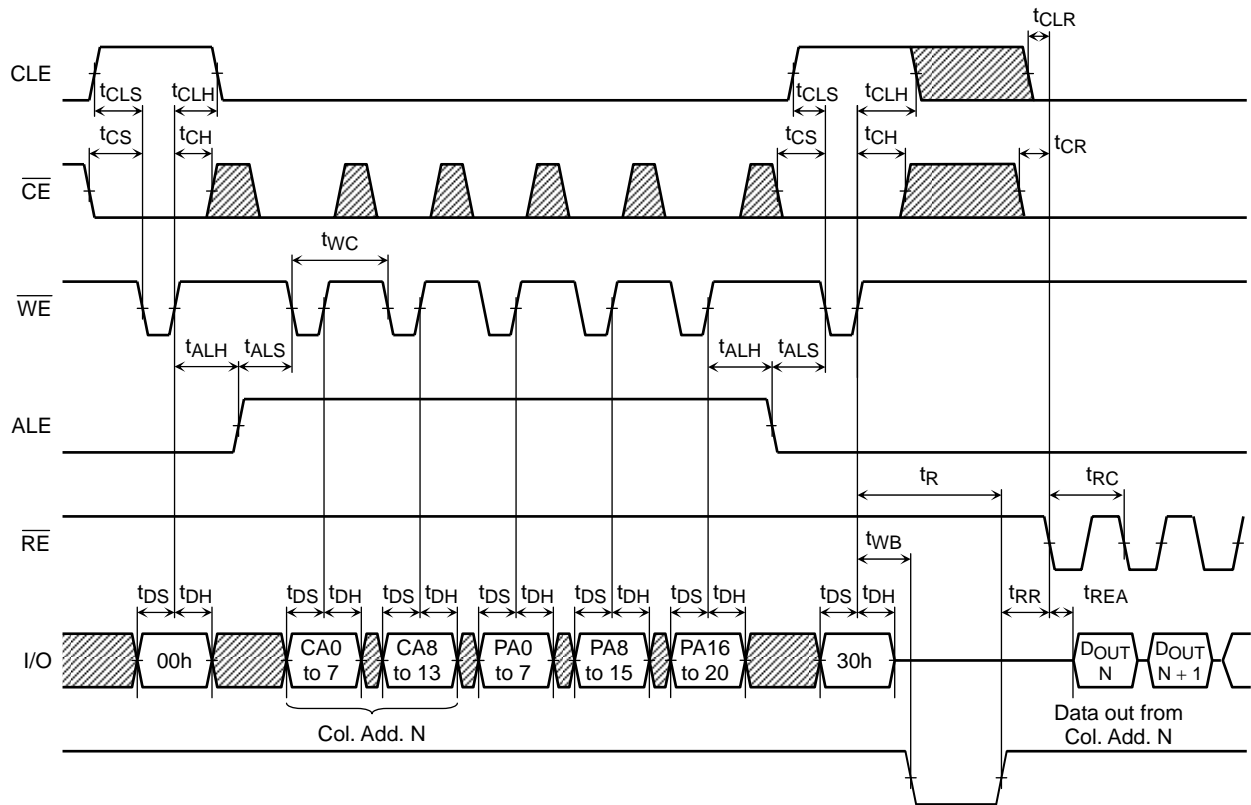 tCLR
CLE
tCLS tCLH tCLS tCLH
tCS tCH tCS tCH tCR
CE
tWC
WE
tALH tALS tALH tALS
ALE
tR tRC
RE
tWB
tDS tDH tDS tDH tDS tDH tDS tDH tDS tDH tDS tDH tDS tDH tRR tREA
I/O 00h CA0 to 7 CA8 to 13 PA0 to 7 PA8 to 15 PA16 to 20 30h DOUT N DOUT N + 1
Col. Add. N
Data out from
Col. Add. N